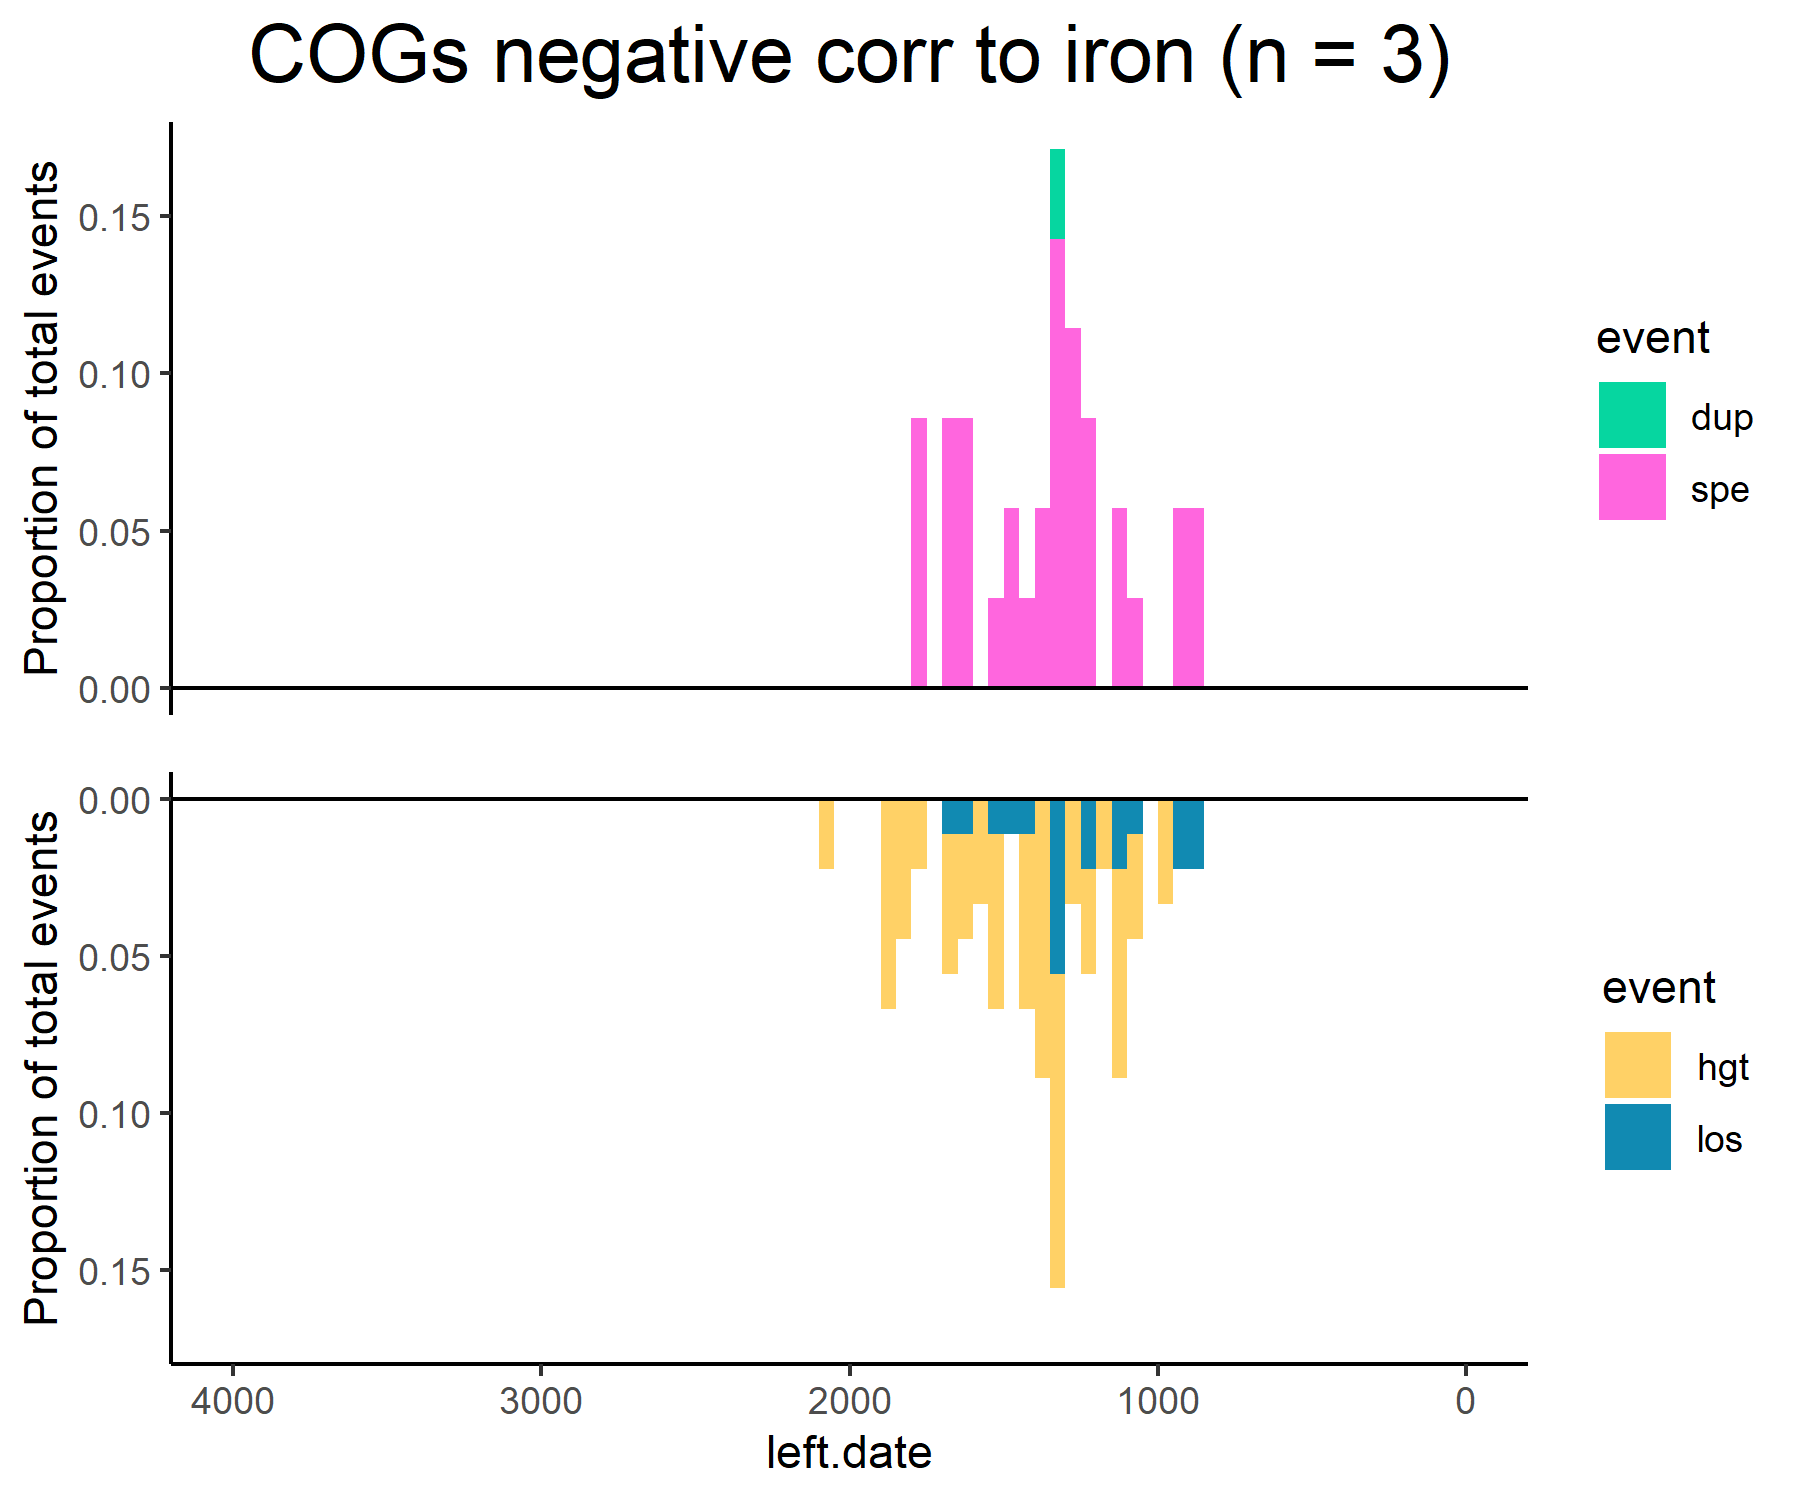 COGs negative corr to iron (n = 3)
Proportion of total events
0.15
0.10
0.05
0.00
event
dup
spe
Proportion of total events
0.00
0.05
0.10
0.15
event
hgt
los
4000 3000 2000 1000 0
left.date